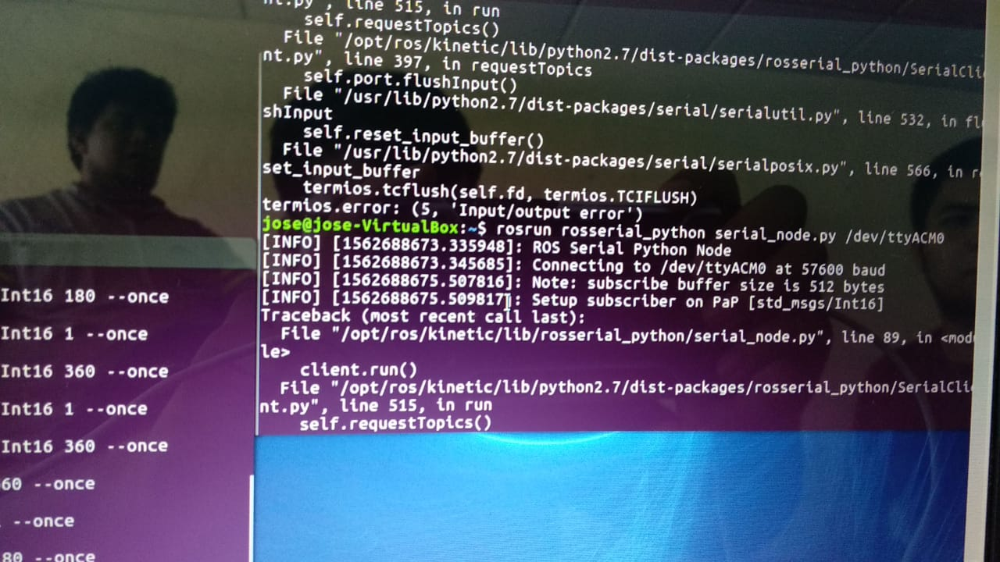 nt.py", line 515, in run
self.requestTopics()
File "/opt/ros/kinetic/lib/python2.7/dist-packages/rosserial_python/SerialCli
nt.py", line 397, in requestTopics
self.port.flushInput()
File "/usr/lib/python2.7/dist-packages/serial/serialutil.py", line 532, in fl
shInput
self.reset_input_buffer()
File "/usr/lib/python2.7/dist-packages/serial/serialposix.py", line 566, in r
set_input_buffer
termios.tcflush(self.fd, termios.TCIFLUSH)
termios.error: (5, 'Input/output error')
jose@jose-VirtualBox:~$ rosrun rosserial_python serial_node.py /dev/ttyACM0
[INFO] [1562688673.335948]: ROS Serial Python Node
[INFO] [1562688673.345685]: Connecting to /dev/ttyACM0 at 57600 baud
[INFO] [1562688675.507816]: Note: subscribe buffer size is 512 bytes
[INFO] [1562688675.509817]: Setup subscriber on PaP [std_msgs/Int16]
Traceback (most recent call last):
File "/opt/ros/kinetic/lib/rosserial_python/serial_node.py", line 89, in <mod
le>
client.run()
File "/opt/ros/kinetic/lib/python2.7/dist-packages/rosserial_python/SerialCli
nt.py", line 515, in run
self.requestTopics()
Int16 180 --once
Int16 1 --once
Int16 360 --once
Int16 1 --once
Int16 360 --once
60 --once
--once
80 --once